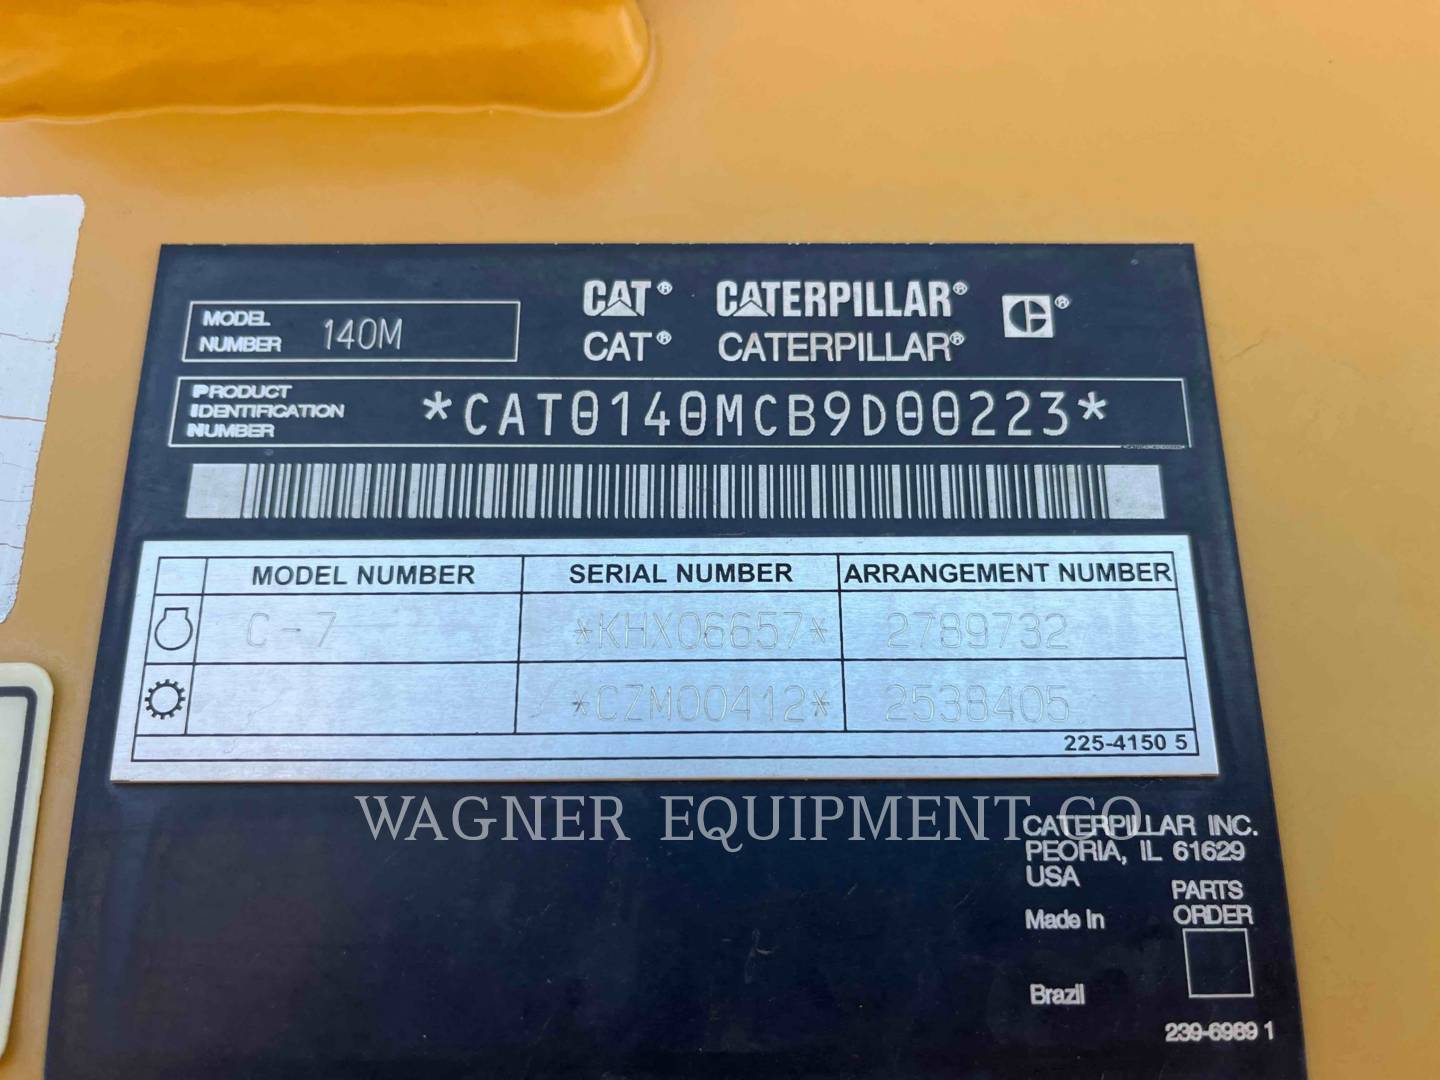 CAT® CATERPILLAR®
CAT® CATERPILLAR®
MODEL NUMBER 140M
PRODUCT IDENTIFICATION NUMBER *CAT0140MCB9D00223*
*CAT0140MCB9D00223*
MODEL NUMBER SERIAL NUMBER ARRANGEMENT NUMBER
C-7 *KHX06657* 2789732
*CZM00412* 2538405
225-4150 5
WAGNER EQUIPMENT CO
CATERPILLAR INC.
PEORIA, IL 61629
USA
PARTS
Made in ORDER
Brazil
239-6989 1